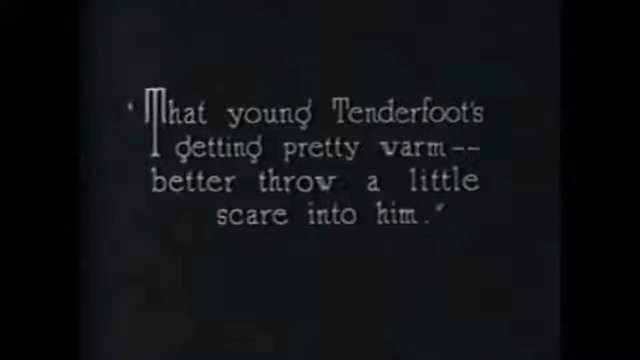 "That young Tenderfoot's
getting pretty warm--
better throw a little
scare into him."